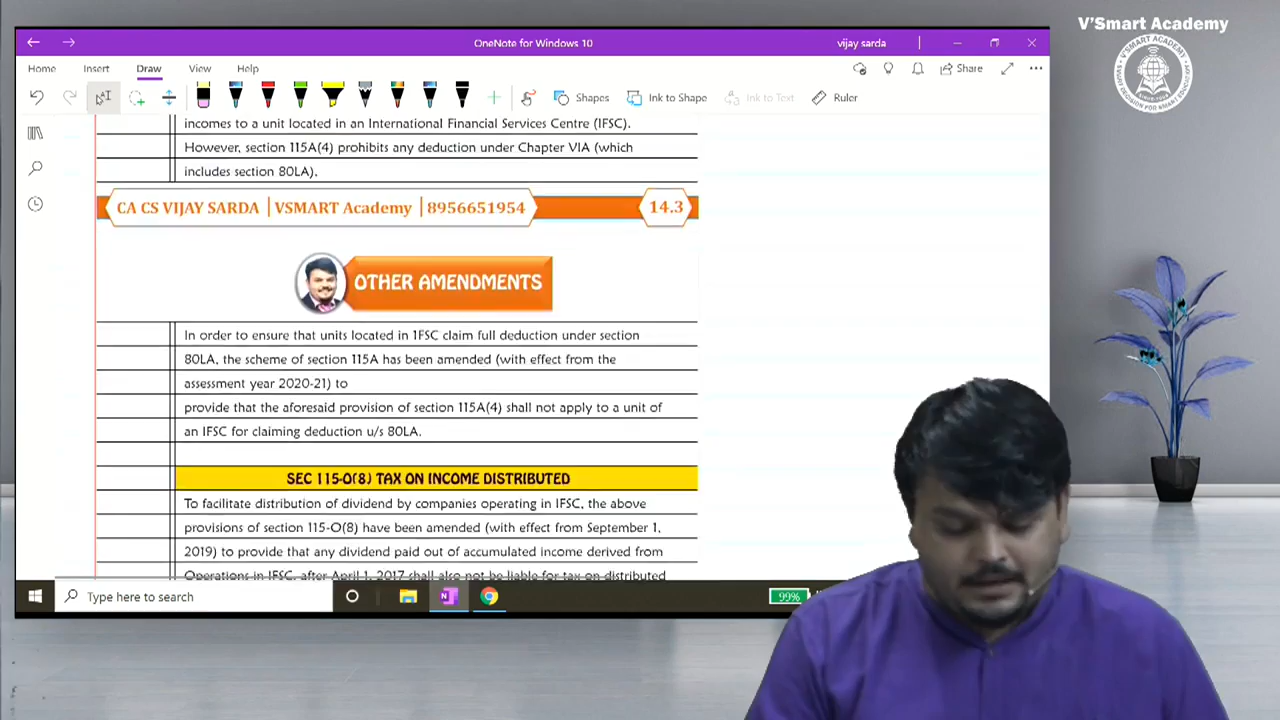 V'Smart Academy
OneNote for Windows 10
vijay sarda
Home Insert Draw View Help
Share
Shapes Ink to Shape Ink to Text Ruler
incomes to a unit located in an International Financial Services Centre (IFSC).
However, section 115A(4) prohibits any deduction under Chapter VIA (which
includes section 80LA).
CA CS VIJAY SARDA | VSMART Academy | 8956651954
14.3
OTHER AMENDMENTS
In order to ensure that units located in IFSC claim full deduction under section
80LA, the scheme of section 115A has been amended (with effect from the
assessment year 2020-21) to
provide that the aforesaid provision of section 115A(4) shall not apply to a unit of
an IFSC for claiming deduction u/s 80LA.
SEC 115-O(8) TAX ON INCOME DISTRIBUTED
To facilitate distribution of dividend by companies operating in IFSC, the above
provisions of section 115-O(8) have been amended (with effect from September 1,
2019) to provide that any dividend paid out of accumulated income derived from
Operations in IFSC, after April 1, 2017 shall also not be liable for tax on distributed
Type here to search
99%